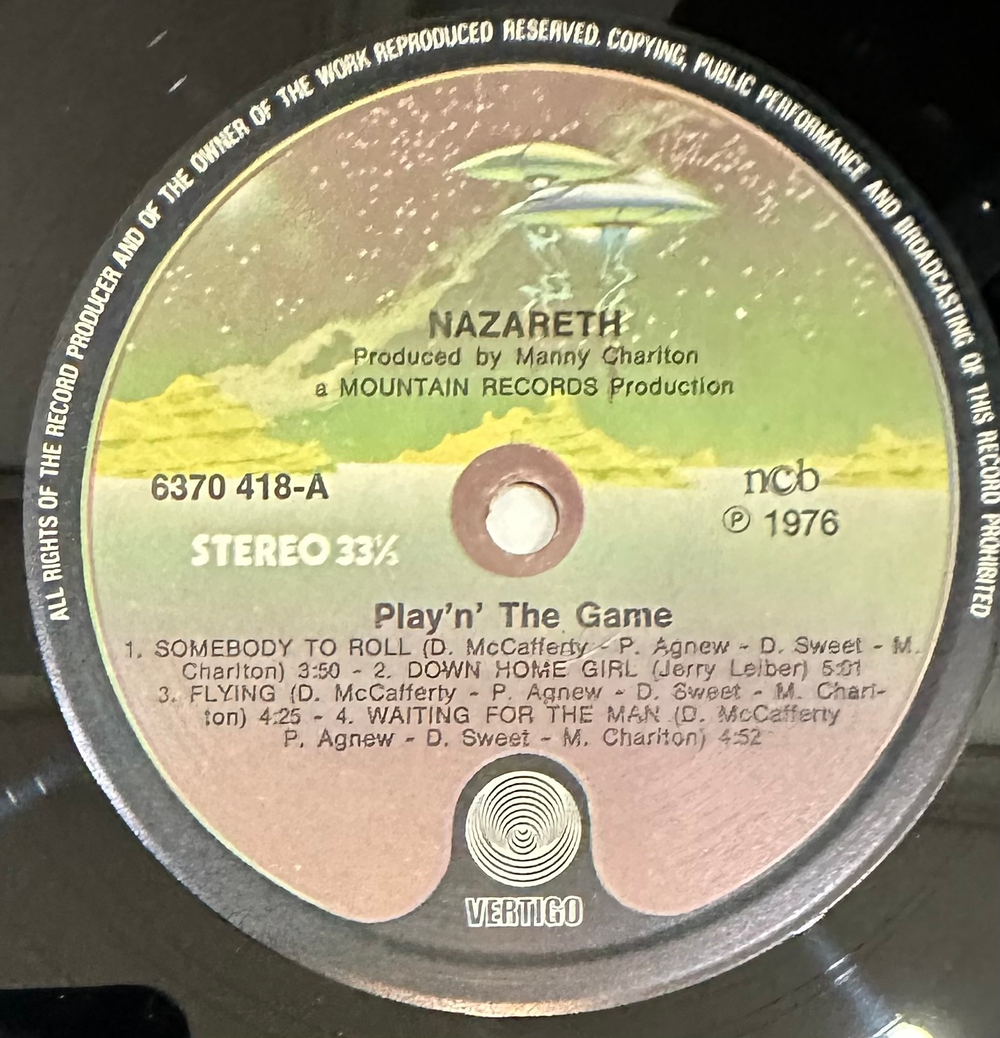 ALL RIGHTS OF THE RECORD PRODUCER AND OF THE OWNER OF THE WORK REPRODUCED RESERVED. COPYING, PUBLIC PERFORMANCE AND BROADCASTING OF THIS RECORD PROHIBITED
NAZARETH
Produced by Manny Charlton
a MOUNTAIN RECORDS Production
6370 418-A
ncb
Ⓟ 1976
STEREO 33⅓
Play'n' The Game
1. SOMEBODY TO ROLL (D. McCafferty - P. Agnew - D. Sweet - M.
Charlton) 3:50 - 2. DOWN HOME GIRL (Jerry Leiber) 5:01
3. FLYING (D. McCafferty - P. Agnew - D. Sweet - M. Charl-
ton) 4:25 - 4. WAITING FOR THE MAN (D. McCafferty
P. Agnew - D. Sweet - M. Charlton) 4:52
VERTIGO